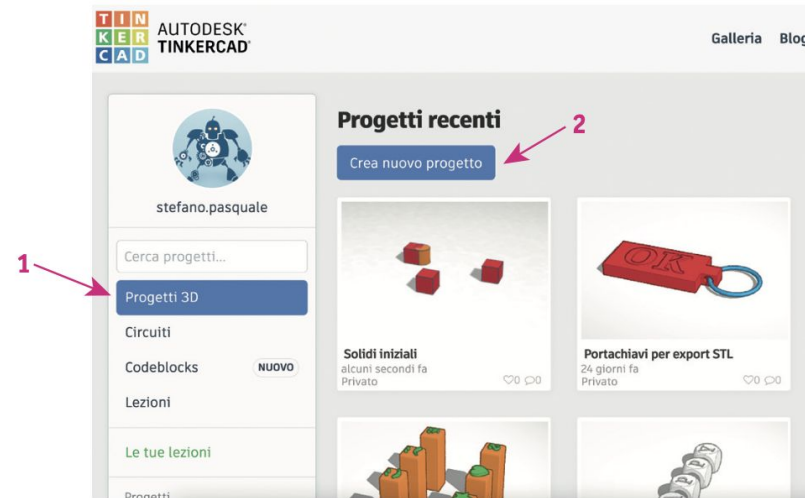 TIN
KER
CAD
AUTODESK®
TINKERCAD®
Galleria Blog
stefano.pasquale
Cerca progetti...
1
Progetti 3D
Circuiti
Codeblocks NUOVO
Lezioni
Le tue lezioni
Progetti
Progetti recenti
2
Crea nuovo progetto
OK
Solidi iniziali
alcuni secondi fa
Privato 0 0
Portachiavi per export STL
24 giorni fa
Privato 0 0